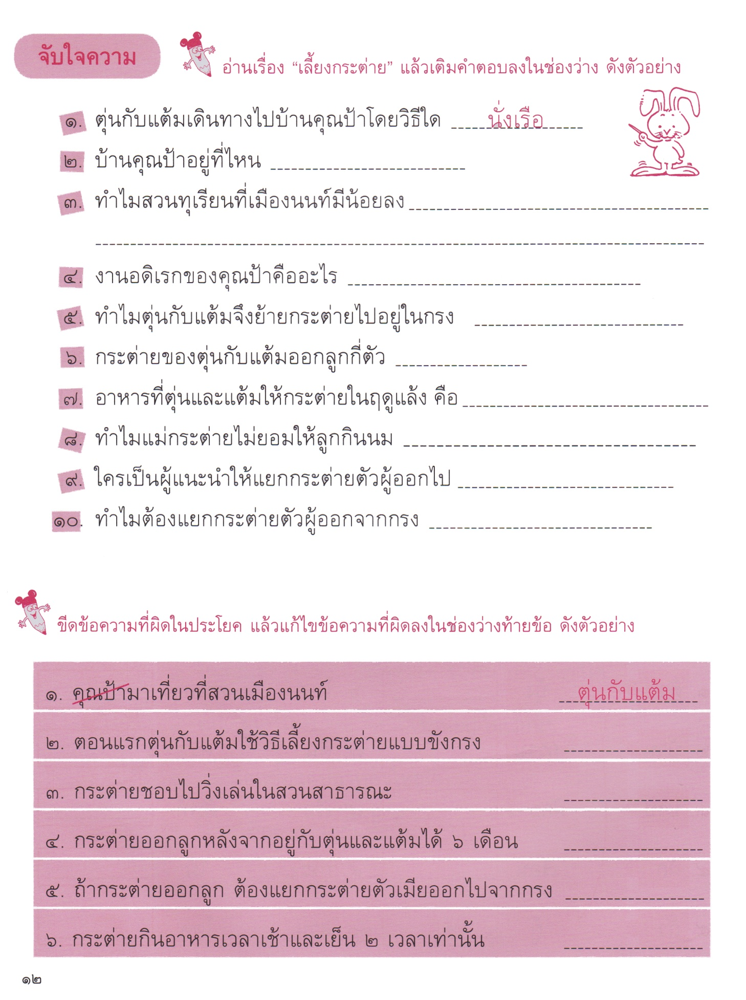 จับใจความ
อ่านเรื่อง “เลี้ยงกระต่าย” แล้วเติมคำตอบลงในช่องว่าง ดังตัวอย่าง
๑. ตุ่นกับแต้มเดินทางไปบ้านคุณป้าโดยวิธีใด นั่งเรือ
๒. บ้านคุณป้าอยู่ที่ไหน
๓. ทำไมสวนทุเรียนที่เมืองนนท์มีน้อยลง
๔. งานอดิเรกของคุณป้าคืออะไร
๕. ทำไมตุ่นกับแต้มจึงย้ายกระต่ายไปอยู่ในกรง
๖. กระต่ายของตุ่นกับแต้มออกลูกกี่ตัว
๗. อาหารที่ตุ่นและแต้มให้กระต่ายในฤดูแล้ง คือ
๘. ทำไมแม่กระต่ายไม่ยอมให้ลูกกินนม
๙. ใครเป็นผู้แนะนำให้แยกกระต่ายตัวผู้ออกไป
๑๐. ทำไมต้องแยกกระต่ายตัวผู้ออกจากกรง
ขีดข้อความที่ผิดในประโยค แล้วแก้ไขข้อความที่ผิดลงในช่องว่างท้ายข้อ ดังตัวอย่าง
๑. คุณป้ามาเที่ยวที่สวนเมืองนนท์ ตุ่นกับแต้ม
๒. ตอนแรกตุ่นกับแต้มใช้วิธีเลี้ยงกระต่ายแบบขังกรง
๓. กระต่ายชอบไปวิ่งเล่นในสวนสาธารณะ
๔. กระต่ายออกลูกหลังจากอยู่กับตุ่นและแต้มได้ ๖ เดือน
๕. ถ้ากระต่ายออกลูก ต้องแยกกระต่ายตัวเมียออกไปจากกรง
๖. กระต่ายกินอาหารเวลาเช้าและเย็น ๒ เวลาเท่านั้น
๑๒